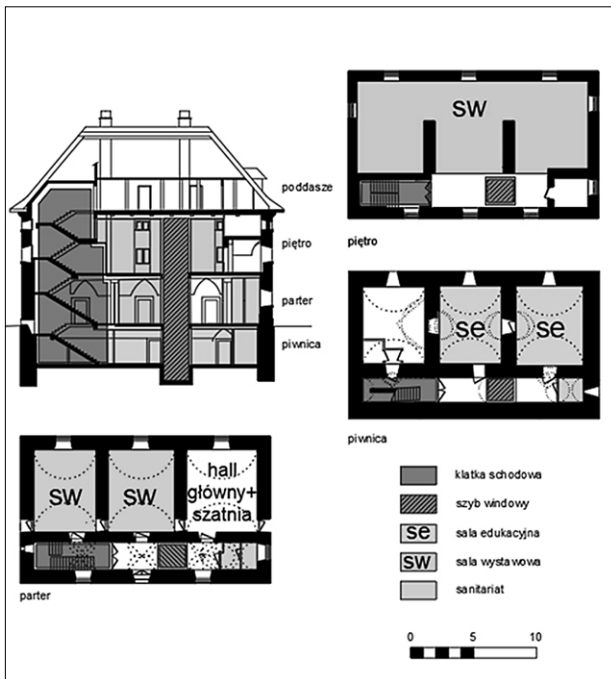 poddasze
piętro
parter
piwnica
sw
piętro
se
se
piwnica
sw
sw
hall
główny+
szatnia
parter
klatka schodowa
szyb windowy
se
sala edukacyjna
sw
sala wystawowa
sanitariat
0
5
10